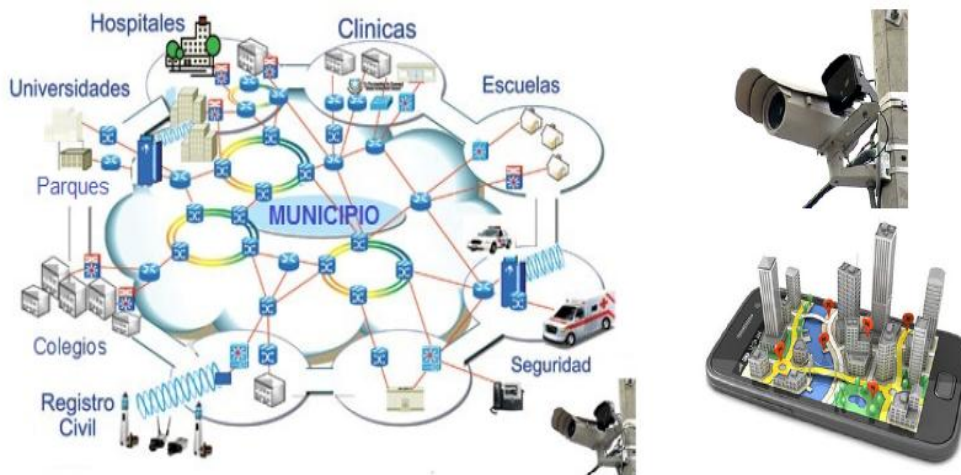 Hospitales
Clinicas
Universidades
Escuelas
Parques
MUNICIPIO
Colegios
Seguridad
Registro
Civil